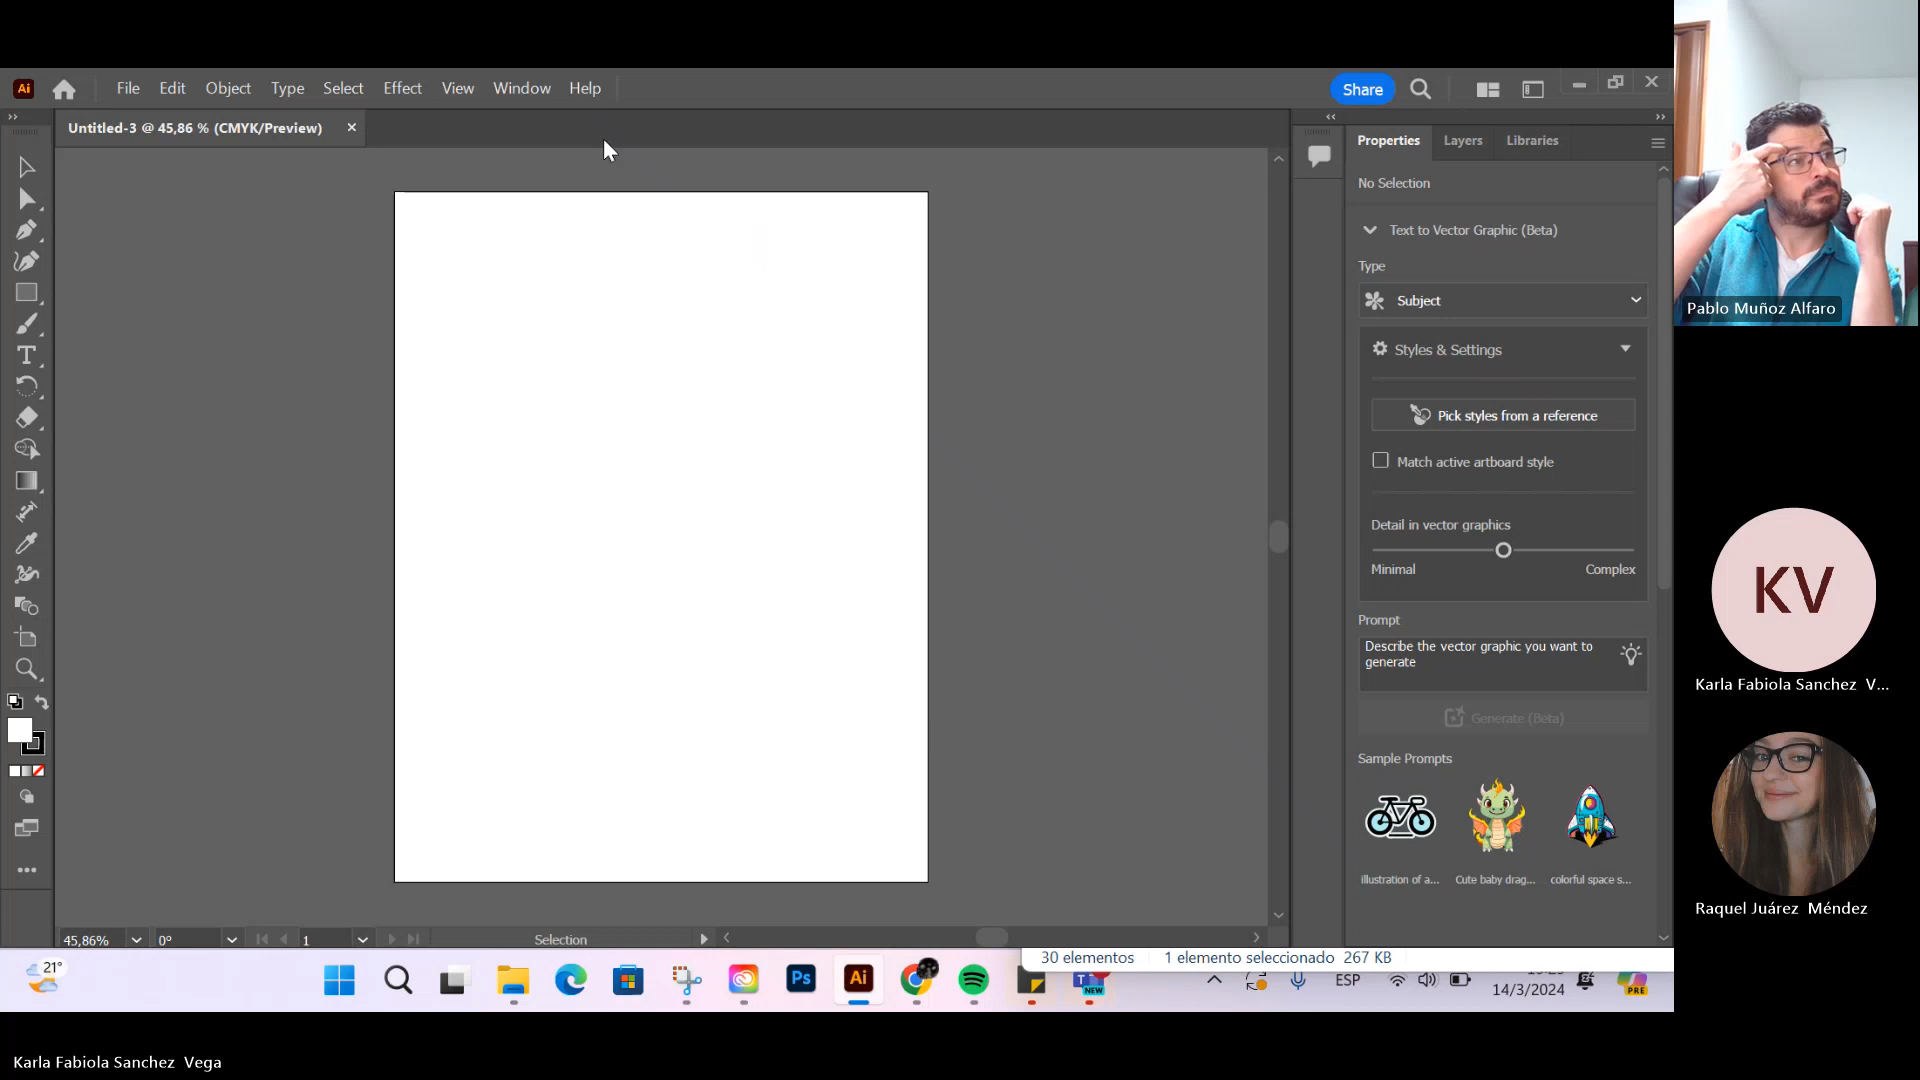 Ai
File
Edit
Object
Type
Select
Effect
View
Window
Help
Share
Untitled-3 @ 45,86 % (CMYK/Preview)
Properties
Layers
Libraries
No Selection
Text to Vector Graphic (Beta)
Type
Subject
Styles & Settings
Pick styles from a reference
Match active artboard style
Detail in vector graphics
Minimal
Complex
Prompt
Describe the vector graphic you want to
generate
Generate (Beta)
Sample Prompts
illustration of a...
Cute baby drag...
colorful space s...
45,86%
0°
1
Selection
30 elementos
1 elemento seleccionado
267 KB
21°
Ps
Ai
NEW
ESP
14/3/2024
PRE
Pablo Muñoz Alfaro
KV
Karla Fabiola Sanchez V...
Raquel Juárez Méndez
Karla Fabiola Sanchez Vega